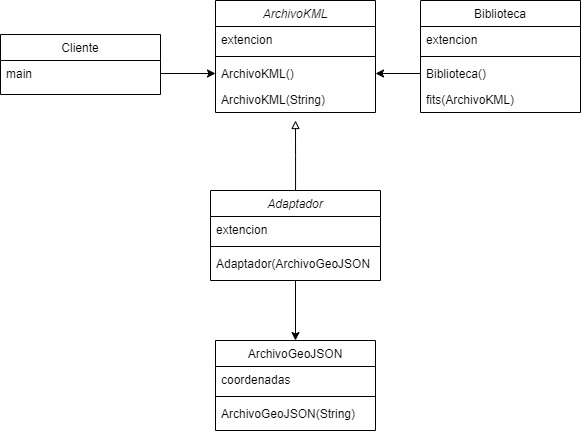 ArchivoKML
extencion
ArchivoKML()
ArchivoKML(String)
Biblioteca
extencion
Biblioteca()
fits(ArchivoKML)
Cliente
main
Adaptador
extencion
Adaptador(ArchivoGeoJSON
ArchivoGeoJSON
coordenadas
ArchivoGeoJSON(String)